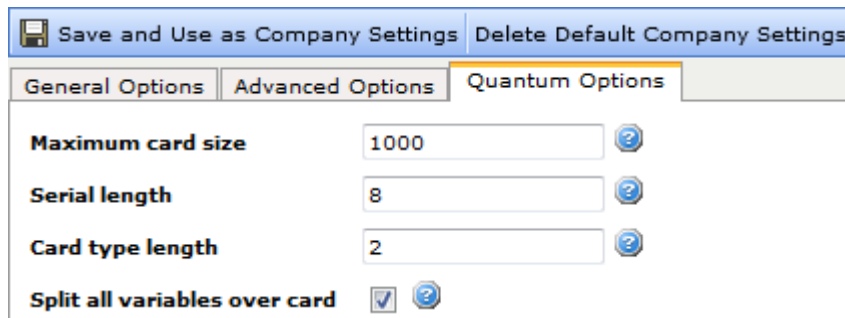 Save and Use as Company Settings Delete Default Company Settings
General Options Advanced Options Quantum Options
Maximum card size 1000
Serial length 8
Card type length 2
Split all variables over card